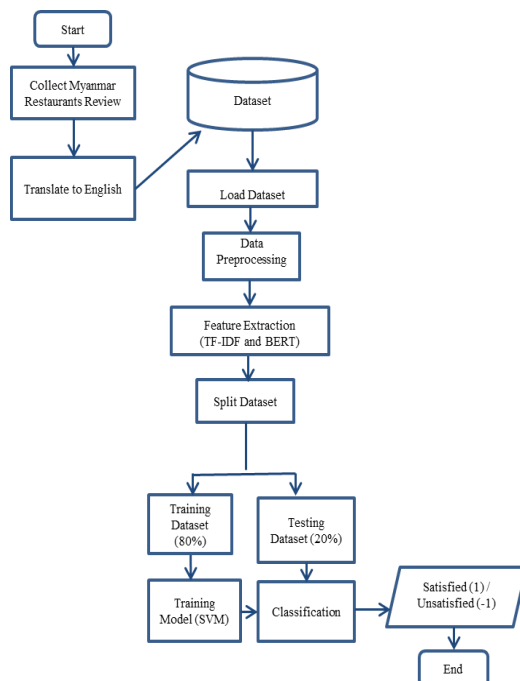 Start
Collect Myanmar
Restaurants Review
Translate to English
Dataset
Load Dataset
Data
Preprocessing
Feature Extraction
(TF-IDF and BERT)
Split Dataset
Training
Dataset
(80%)
Testing
Dataset (20%)
Training
Model (SVM)
Classification
Satisfied (1) /
Unsatisfied (-1)
End